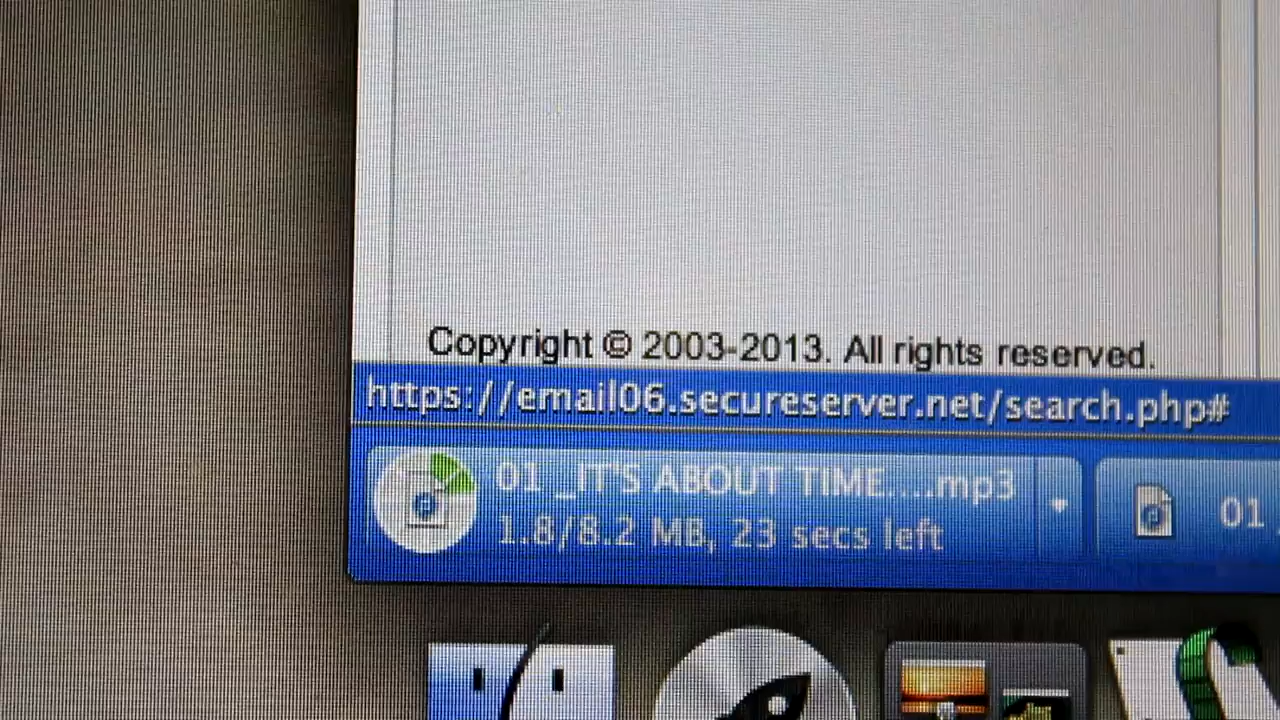 Copyright © 2003-2013. All rights reserved.
https://email06.secureserver.net/search.php#
01 _IT'S ABOUT TIME....mp3
1.8/8.2 MB, 23 secs left
01